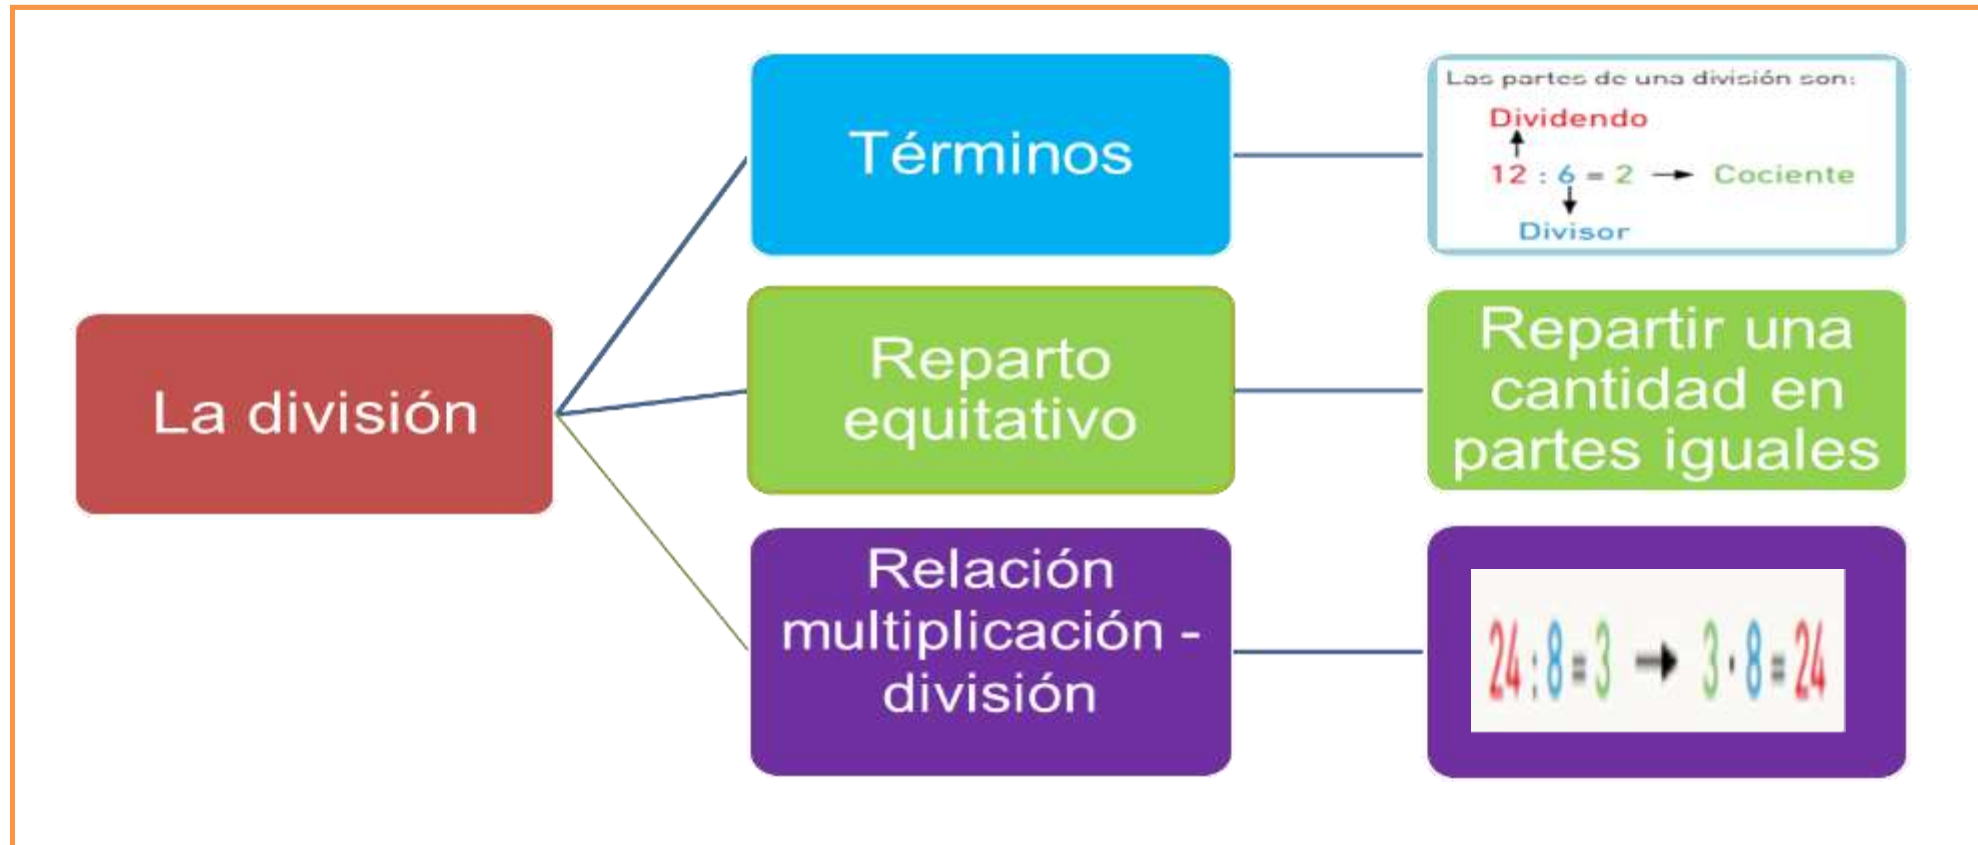 La división
Términos
Las partes de una división son:
Dividendo
12 : 6 = 2 → Cociente
Divisor
Reparto
equitativo
Repartir una
cantidad en
partes iguales
Relación
multiplicación -
división
24 : 8 = 3 → 3 · 8 = 24